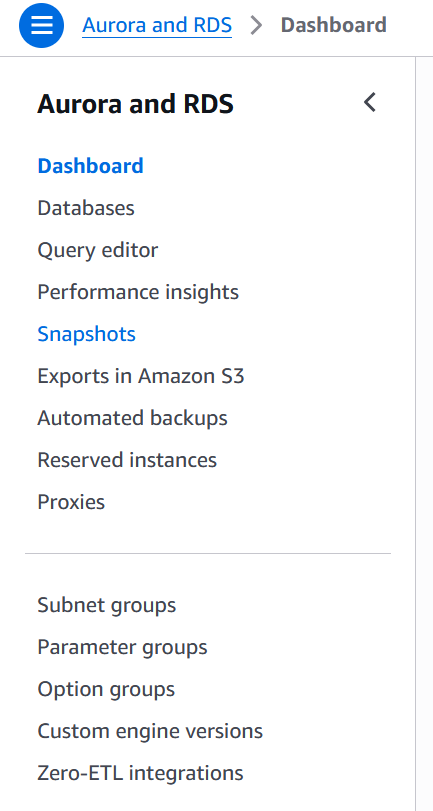 Aurora and RDS > Dashboard
Aurora and RDS
Dashboard
Databases
Query editor
Performance insights
Snapshots
Exports in Amazon S3
Automated backups
Reserved instances
Proxies
Subnet groups
Parameter groups
Option groups
Custom engine versions
Zero-ETL integrations